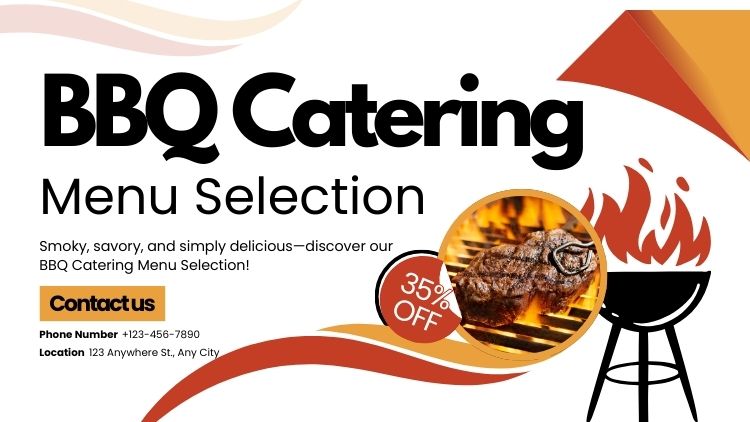 BBQ Catering
Menu Selection
Smoky, savory, and simply delicious—discover our
BBQ Catering Menu Selection!
Contact us
Phone Number +123-456-7890
Location 123 Anywhere St., Any City
35%
OFF